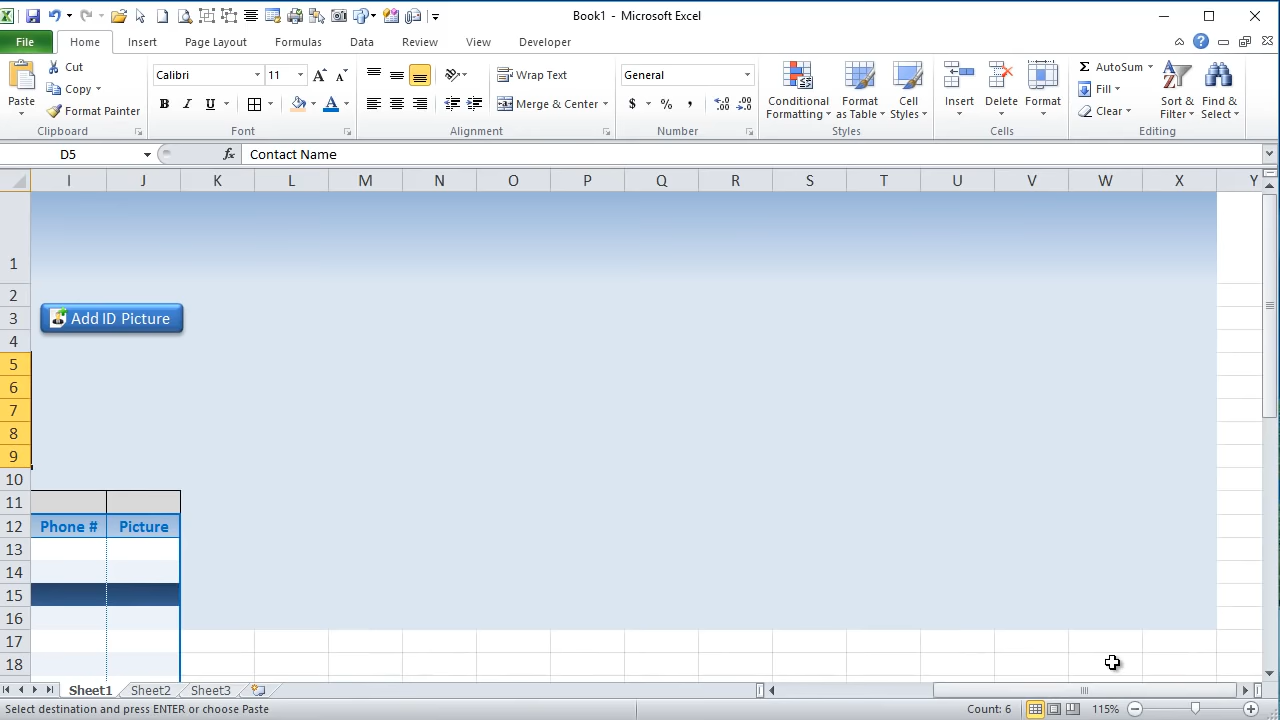 Book1 - Microsoft Excel
File Home Insert Page Layout Formulas Data Review View Developer
Paste
Cut
Copy
Format Painter
Clipboard
Calibri 11
B I U
Font
Wrap Text
Merge & Center
Alignment
General
$ % ,
Number
Conditional Formatting
Format as Table
Cell Styles
Styles
Insert Delete Format
Cells
Σ AutoSum
Fill
Clear
Sort & Filter
Find & Select
Editing
D5 fx Contact Name
I J K L M N O P Q R S T U V W X Y
1
2
3 Add ID Picture
4
5
6
7
8
9
10
11
12 Phone # Picture
13
14
15
16
17
18
Sheet1 Sheet2 Sheet3
Select destination and press ENTER or choose Paste Count: 6 115%